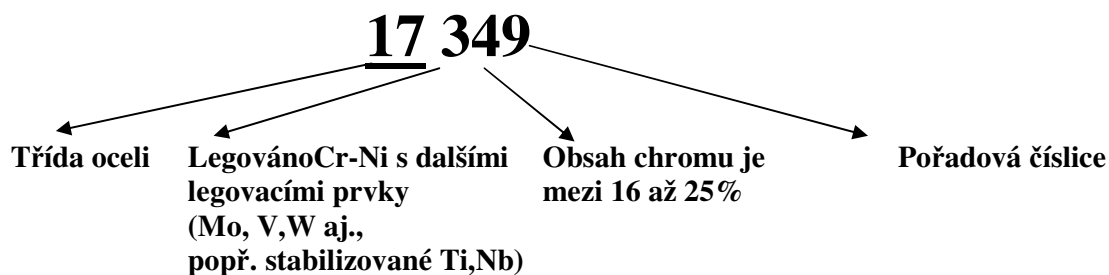 17 349
Třída oceli
LegovánoCr-Ni s dalšími
legovacími prvky
(Mo, V,W aj.,
popř. stabilizované Ti,Nb)
Obsah chromu je
mezi 16 až 25%
Pořadová číslice